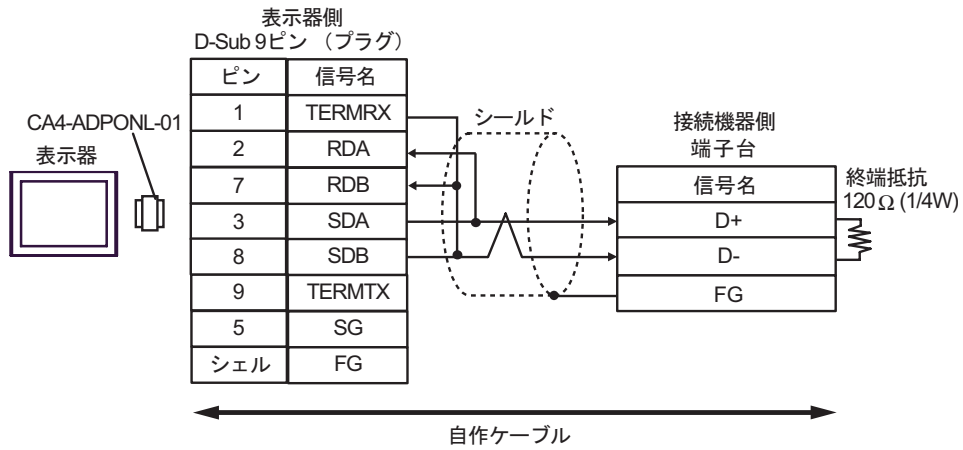 表示器側
D-Sub 9ピン （プラグ）
ピン 信号名
1 TERMRX
2 RDA
7 RDB
3 SDA
8 SDB
9 TERMTX
5 SG
シェル FG
CA4-ADPONL-01
表示器
シールド
接続機器側
端子台
信号名
D+
D-
FG
終端抵抗
120Ω (1/4W)
自作ケーブル